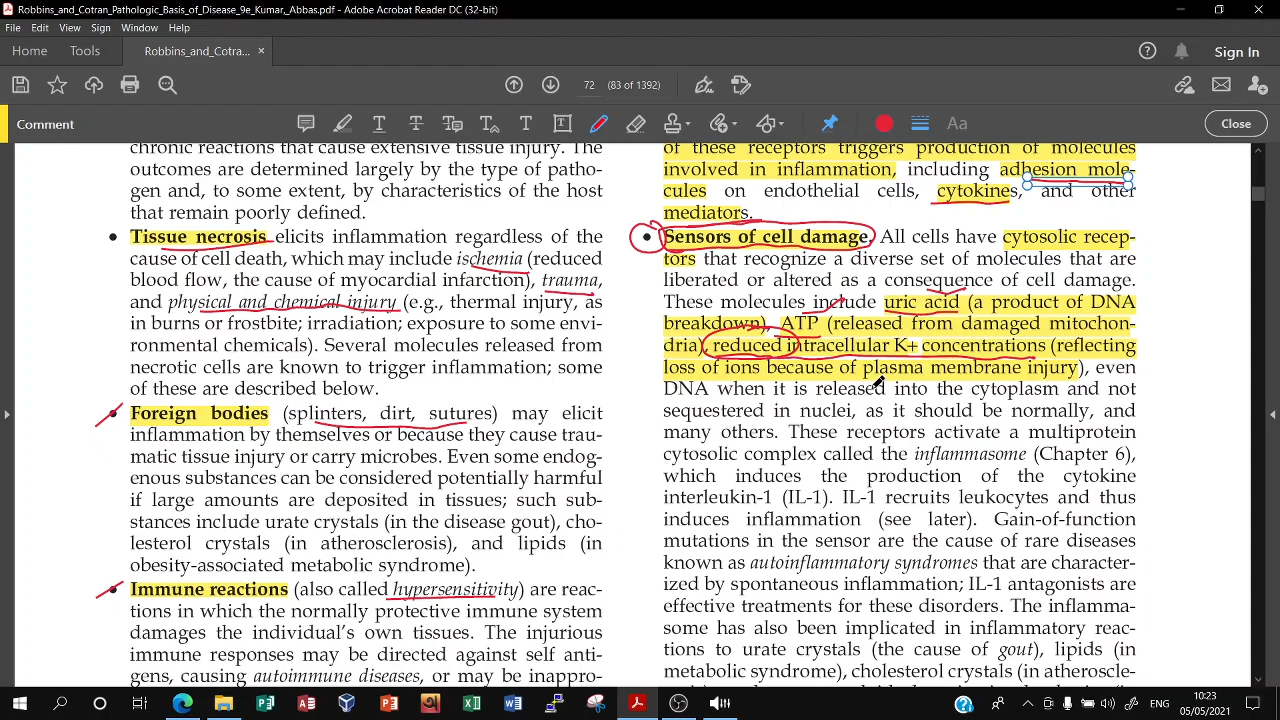 Robbins_and_Cotran_Pathologic_Basis_of_Disease_9e_Kumar_Abbas.pdf - Adobe Acrobat Reader DC (32-bit)
File Edit View Sign Window Help
Home Tools Robbins_and_Cotra... × Sign In
72 (83 of 1392)
Comment Close
chronic reactions that cause extensive tissue injury. The
outcomes are determined largely by the type of patho-
gen and, to some extent, by characteristics of the host
that remain poorly defined.
• Tissue necrosis elicits inflammation regardless of the
cause of cell death, which may include ischemia (reduced
blood flow, the cause of myocardial infarction), trauma,
and physical and chemical injury (e.g., thermal injury, as
in burns or frostbite; irradiation; exposure to some envi-
ronmental chemicals). Several molecules released from
necrotic cells are known to trigger inflammation; some
of these are described below.
• Foreign bodies (splinters, dirt, sutures) may elicit
inflammation by themselves or because they cause trau-
matic tissue injury or carry microbes. Even some endog-
enous substances can be considered potentially harmful
if large amounts are deposited in tissues; such sub-
stances include urate crystals (in the disease gout), cho-
lesterol crystals (in atherosclerosis), and lipids (in
obesity-associated metabolic syndrome).
• Immune reactions (also called hypersensitivity) are reac-
tions in which the normally protective immune system
damages the individual's own tissues. The injurious
immune responses may be directed against self anti-
gens, causing autoimmune diseases, or may be inappro-
of these receptors triggers production of molecules
involved in inflammation, including adhesion mole-
cules on endothelial cells, cytokines, and other
mediators.
• Sensors of cell damage. All cells have cytosolic recep-
tors that recognize a diverse set of molecules that are
liberated or altered as a consequence of cell damage.
These molecules include uric acid (a product of DNA
breakdown), ATP (released from damaged mitochon-
dria), reduced intracellular K+ concentrations (reflecting
loss of ions because of plasma membrane injury), even
DNA when it is released into the cytoplasm and not
sequestered in nuclei, as it should be normally, and
many others. These receptors activate a multiprotein
cytosolic complex called the inflammasome (Chapter 6),
which induces the production of the cytokine
interleukin-1 (IL-1). IL-1 recruits leukocytes and thus
induces inflammation (see later). Gain-of-function
mutations in the sensor are the cause of rare diseases
known as autoinflammatory syndromes that are character-
ized by spontaneous inflammation; IL-1 antagonists are
effective treatments for these disorders. The inflamma-
some has also been implicated in inflammatory reac-
tions to urate crystals (the cause of gout), lipids (in
metabolic syndrome), cholesterol crystals (in atheroscle-
ENG 10:23
05/05/2021